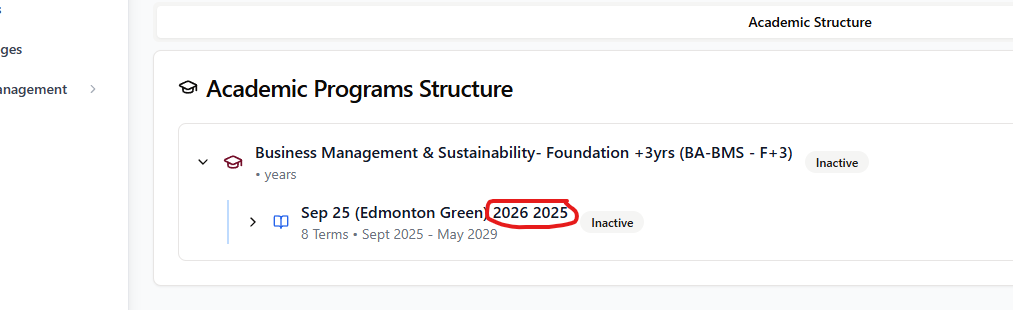 Academic Structure
ges
anagement
Academic Programs Structure
Business Management & Sustainability- Foundation +3yrs (BA-BMS - F+3)
Inactive
• years
Sep 25 (Edmonton Green) 2026 2025
Inactive
8 Terms • Sept 2025 - May 2029